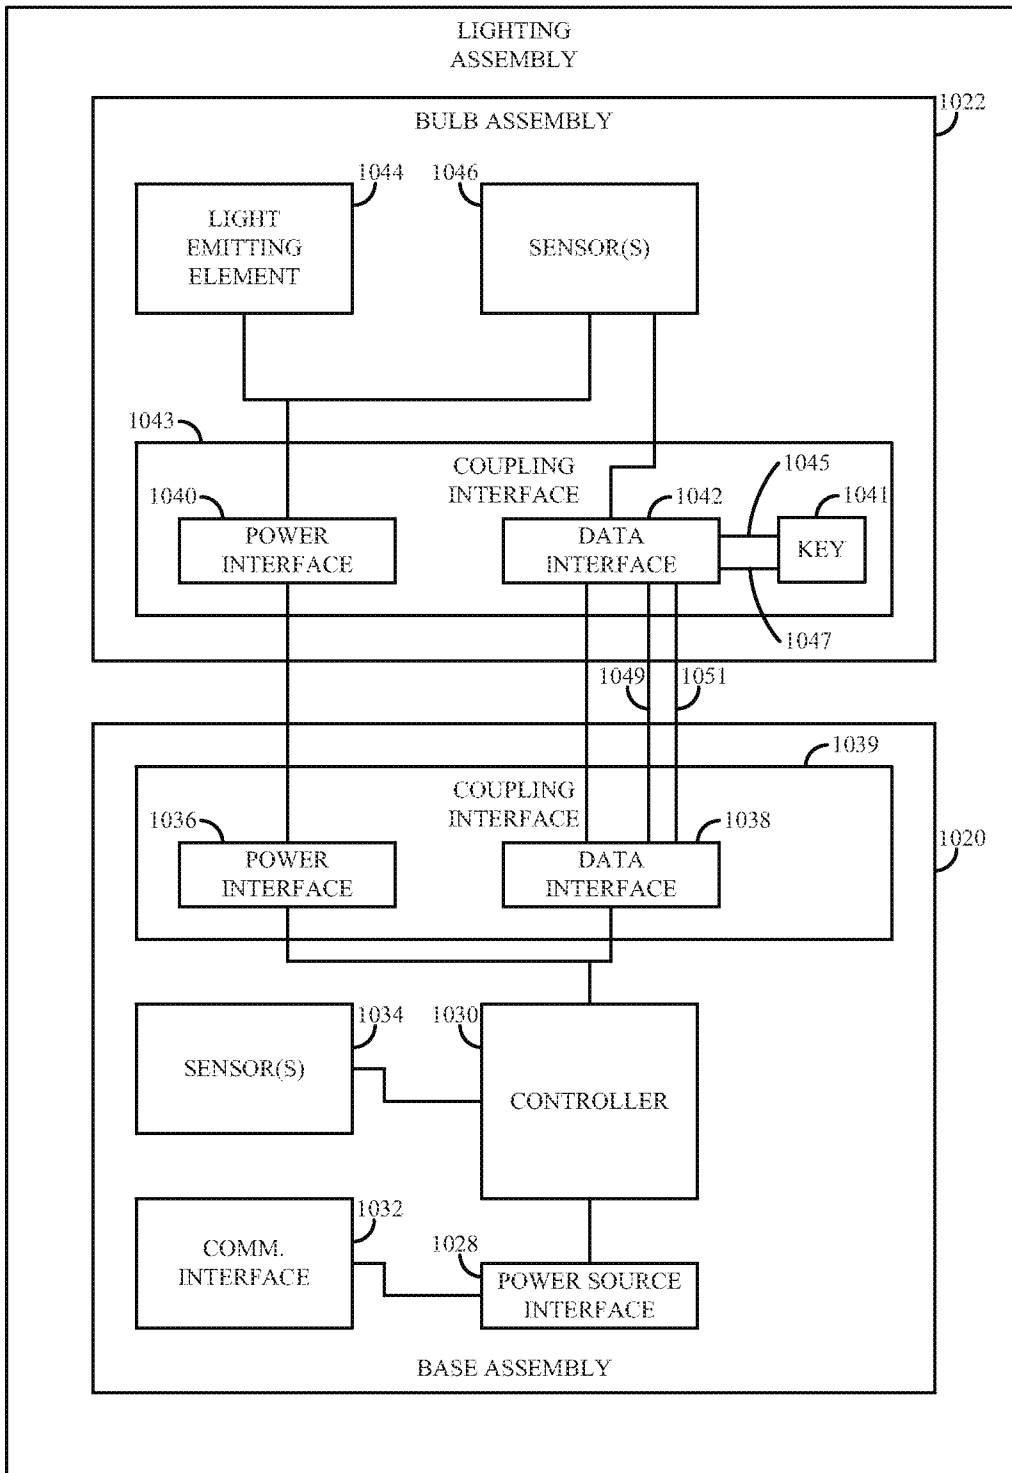 LIGHTING
ASSEMBLY
1022
BULB ASSEMBLY
1044
1046
LIGHT
EMITTING
ELEMENT
SENSOR(S)
1043
COUPLING
INTERFACE
1045
1040
1042
1041
POWER
INTERFACE
DATA
INTERFACE
KEY
1047
1049
1051
1039
COUPLING
INTERFACE
1036
1038
1020
POWER
INTERFACE
DATA
INTERFACE
1034
1030
SENSOR(S)
CONTROLLER
1032
COMM.
INTERFACE
1028
POWER SOURCE
INTERFACE
BASE ASSEMBLY